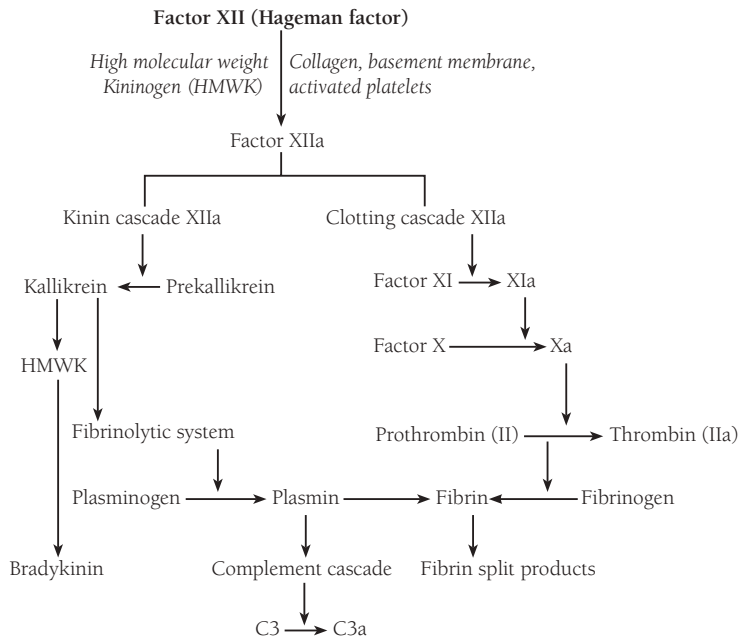 Factor XII (Hageman factor)
High molecular weight
Kininogen (HMWK)
Collagen, basement membrane,
activated platelets
Factor XIIa
Kinin cascade XIIa
Clotting cascade XIIa
Kallikrein
Prekallikrein
Factor XI
XIa
HMWK
Factor X
Xa
Fibrinolytic system
Prothrombin (II)
Thrombin (IIa)
Plasminogen
Plasmin
Fibrin
Fibrinogen
Bradykinin
Complement cascade
Fibrin split products
C3
C3a